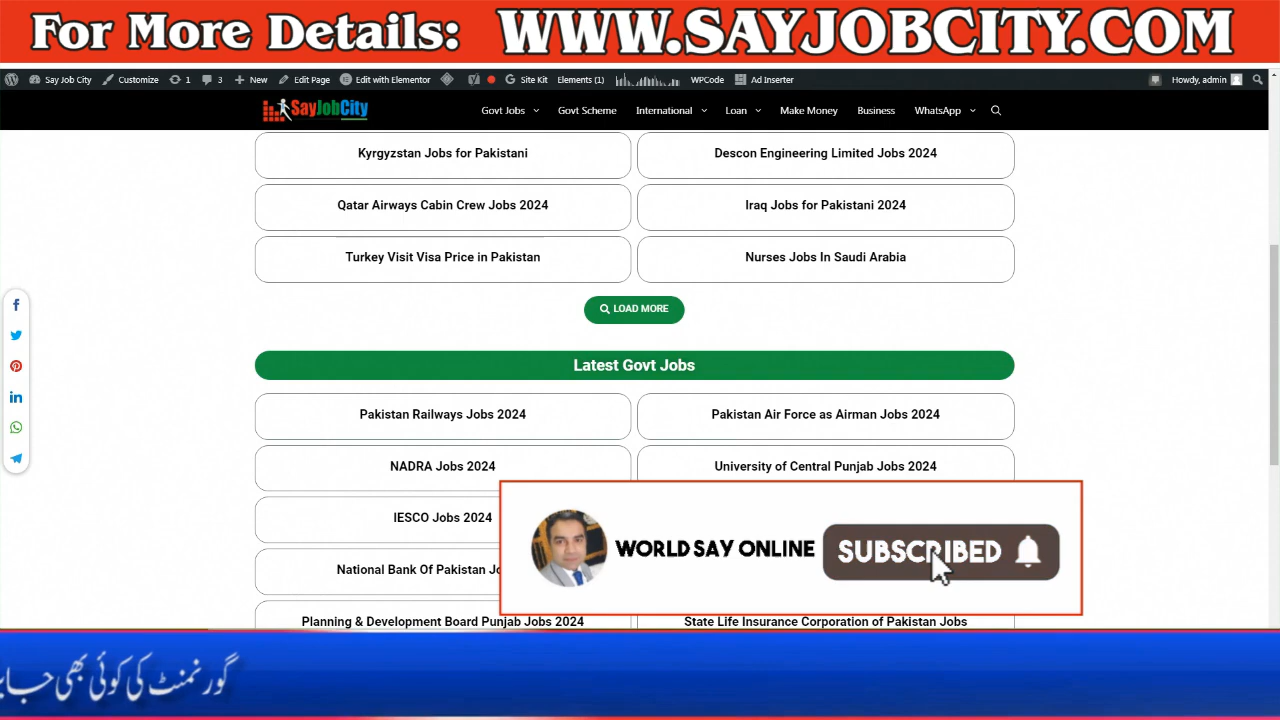 For More Details: WWW.SAYJOBCITY.COM
Say Job City Customize 1 3 New Edit Page Edit with Elementor Site Kit Elements (1) WPCode Ad Inserter Howdy, admin
SayJobCity Govt Jobs Govt Scheme International Loan Make Money Business WhatsApp
Kyrgyzstan Jobs for Pakistani
Descon Engineering Limited Jobs 2024
Qatar Airways Cabin Crew Jobs 2024
Iraq Jobs for Pakistani 2024
Turkey Visit Visa Price in Pakistan
Nurses Jobs In Saudi Arabia
LOAD MORE
Latest Govt Jobs
Pakistan Railways Jobs 2024
Pakistan Air Force as Airman Jobs 2024
NADRA Jobs 2024
University of Central Punjab Jobs 2024
IESCO Jobs 2024
National Bank Of Pakistan
WORLD SAY ONLINE SUBSCRIBED
Planning & Development Board Punjab Jobs 2024
State Life Insurance Corporation of Pakistan Jobs
گورنمنٹ کی کوئی بھی